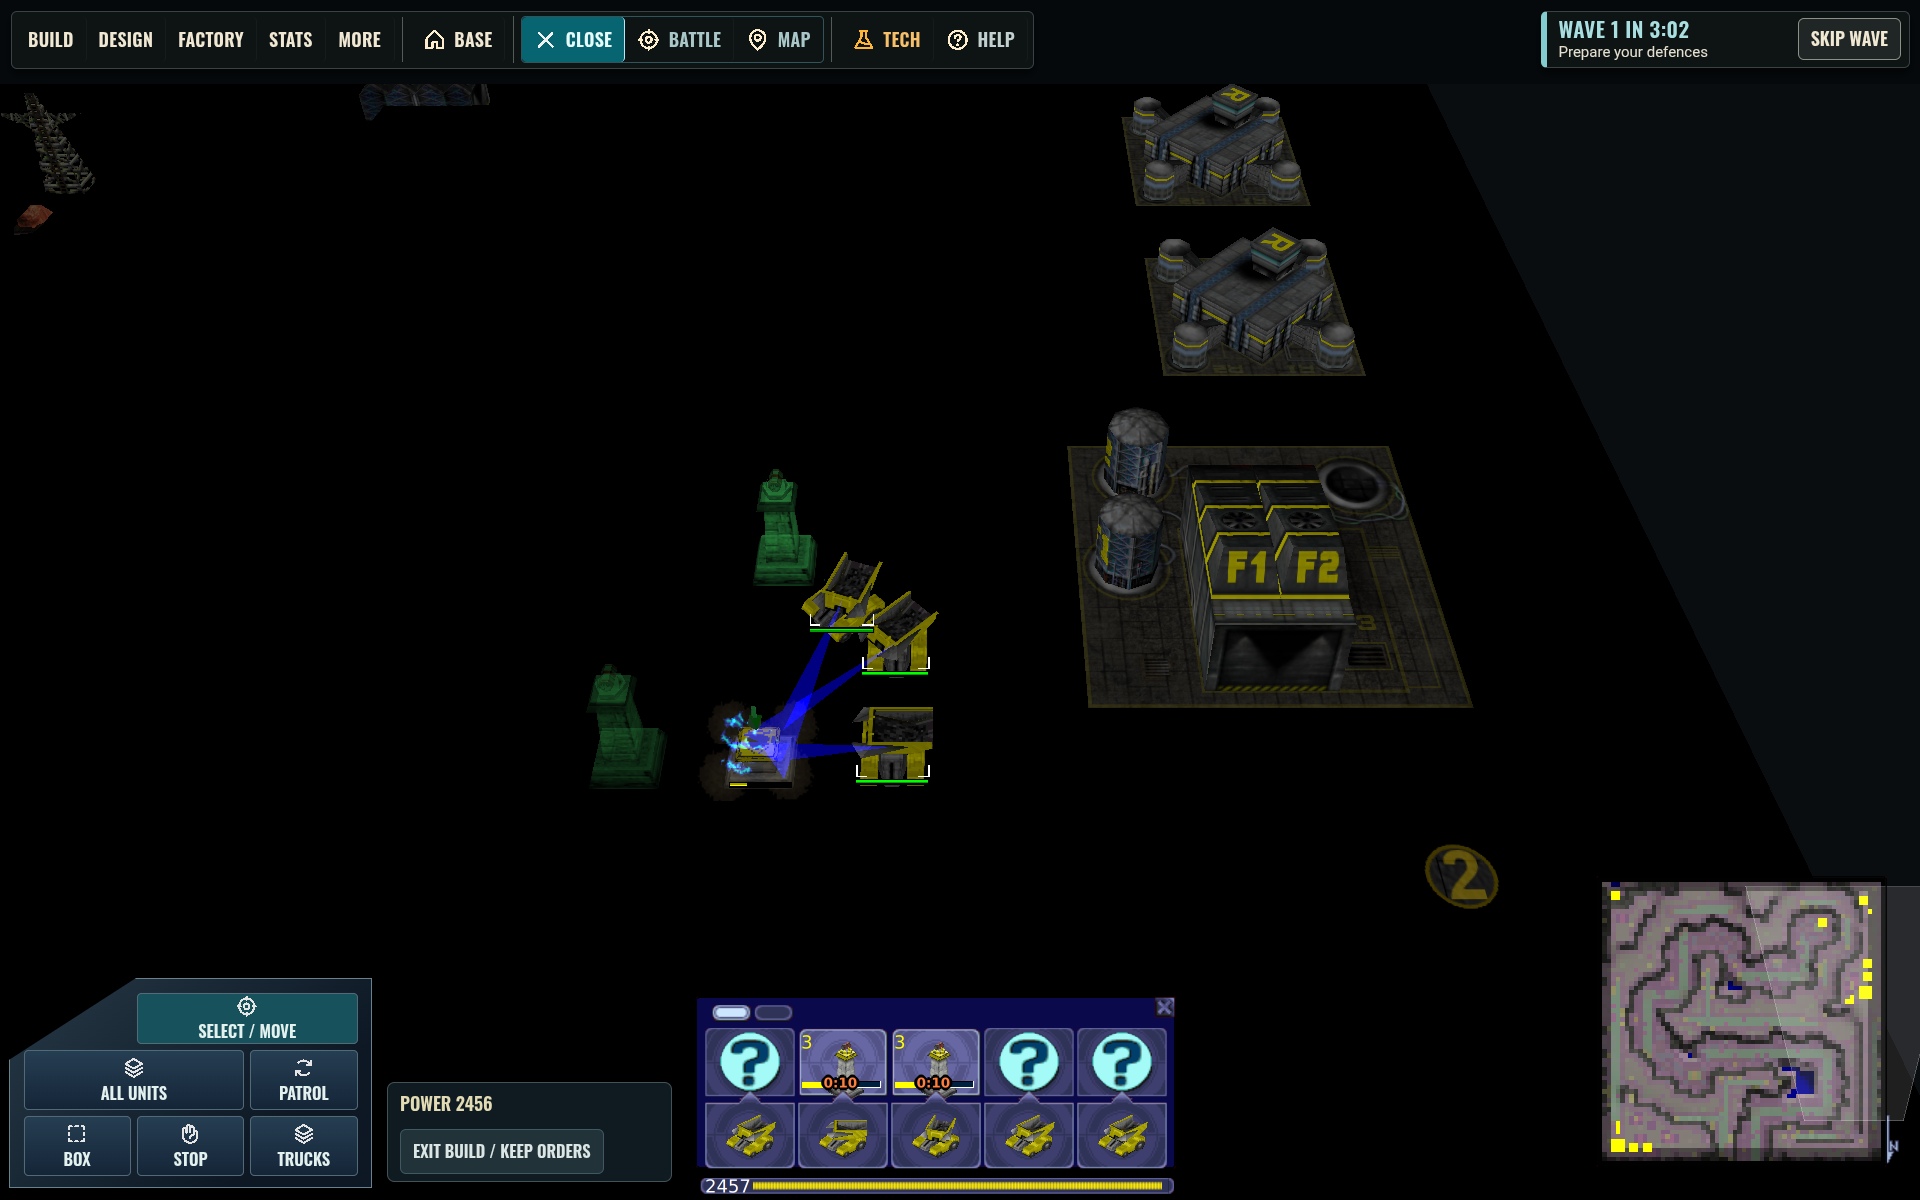 BUILD DESIGN FACTORY STATS MORE BASE CLOSE BATTLE MAP TECH HELP
WAVE 1 IN 3:02
Prepare your defences
SKIP WAVE
R
R
F1 F2
1
3
2
SELECT / MOVE
ALL UNITS
PATROL
BOX
STOP
TRUCKS
POWER 2456
EXIT BUILD / KEEP ORDERS
? 3 3 ? ?
0:10 0:10
2457
N